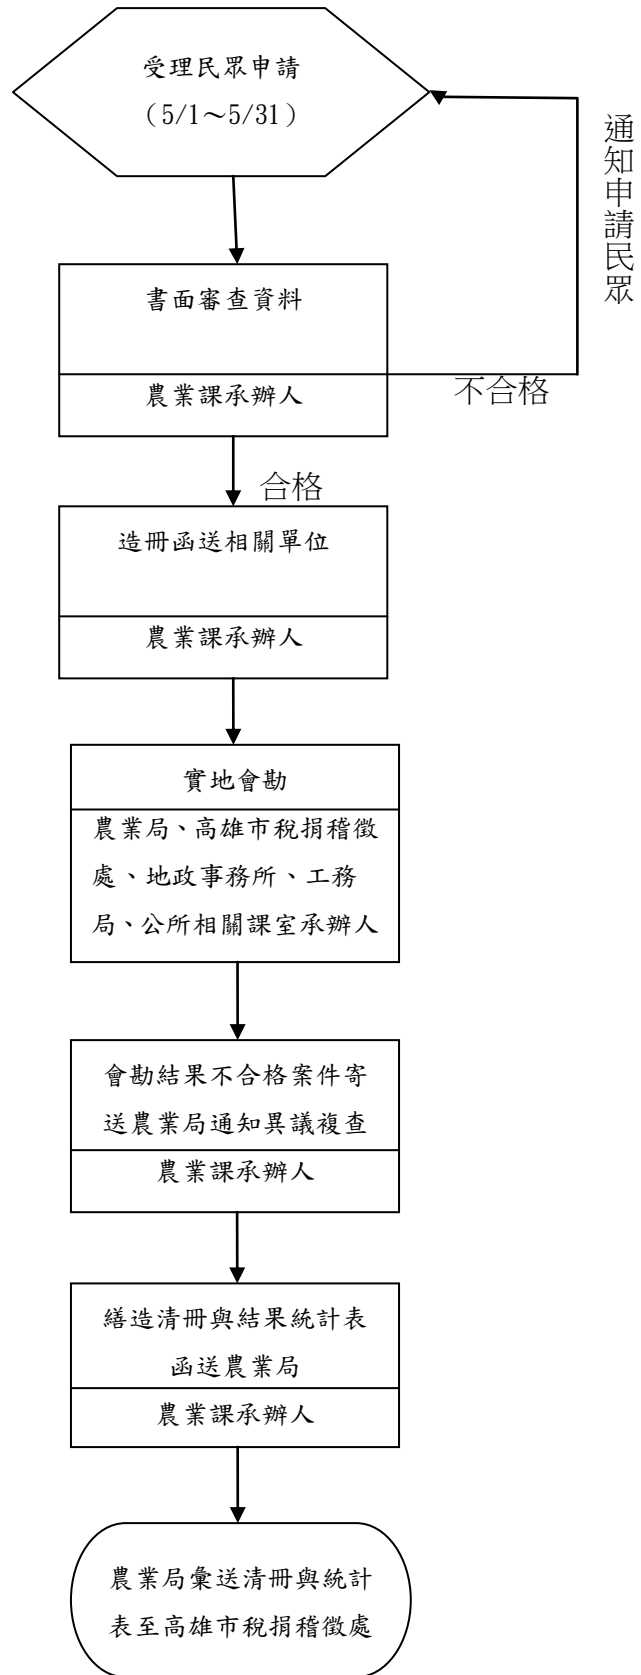 受理民眾申請
（5/1～5/31）
通知申請民眾
書面審查資料
農業課承辦人
不合格
合格
造冊函送相關單位
農業課承辦人
實地會勘
農業局、高雄市稅捐稽徵
處、地政事務所、工務
局、公所相關課室承辦人
會勘結果不合格案件寄
送農業局通知異議複查
農業課承辦人
繕造清冊與結果統計表
函送農業局
農業課承辦人
農業局彙送清冊與統計
表至高雄市稅捐稽徵處